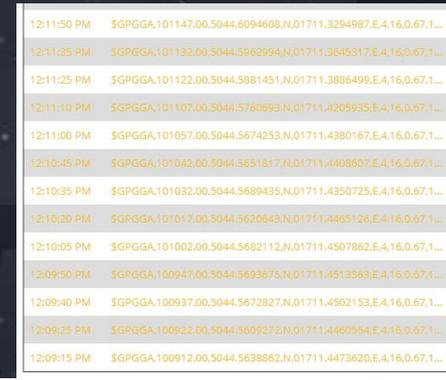 12:11:50 PM $GPGGA,101147.00,5044.6094608,N,01711.3294987,E,4,16,0.67,1...
12:11:35 PM $GPGGA,101132.00,5044.5962994,N,01711.3645317,E,4,16,0.67,1...
12:11:25 PM $GPGGA,101122.00,5044.5881451,N,01711.3886499,E,4,16,0.67,1...
12:11:10 PM $GPGGA,101107.00,5044.5760693,N,01711.4205935,E,4,16,0.67,1...
12:11:00 PM $GPGGA,101057.00,5044.5674253,N,01711.4380167,E,4,16,0.67,1...
12:10:45 PM $GPGGA,101042.00,5044.5651817,N,01711.4408607,E,4,16,0.67,1...
12:10:35 PM $GPGGA,101032.00,5044.5689435,N,01711.4350725,E,4,16,0.67,1...
12:10:20 PM $GPGGA,101017.00,5044.5620643,N,01711.4465126,E,4,16,0.67,1...
12:10:05 PM $GPGGA,101002.00,5044.5682112,N,01711.4507862,E,4,16,0.67,1...
12:09:50 PM $GPGGA,100947.00,5044.5693675,N,01711.4513363,E,4,16,0.67,1...
12:09:40 PM $GPGGA,100937.00,5044.5672827,N,01711.4502153,E,4,16,0.67,1...
12:09:25 PM $GPGGA,100922.00,5044.5609272,N,01711.4460554,E,4,16,0.67,1...
12:09:15 PM $GPGGA,100912.00,5044.5638862,N,01711.4473620,E,4,16,0.67,1...